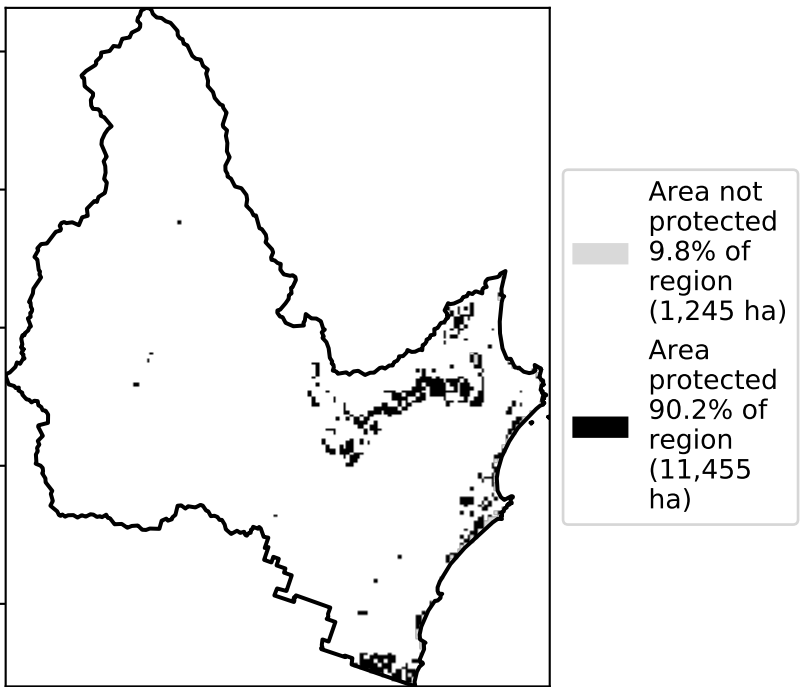 Area not
protected
9.8% of
region
(1,245 ha)
Area
protected
90.2% of
region
(11,455
ha)